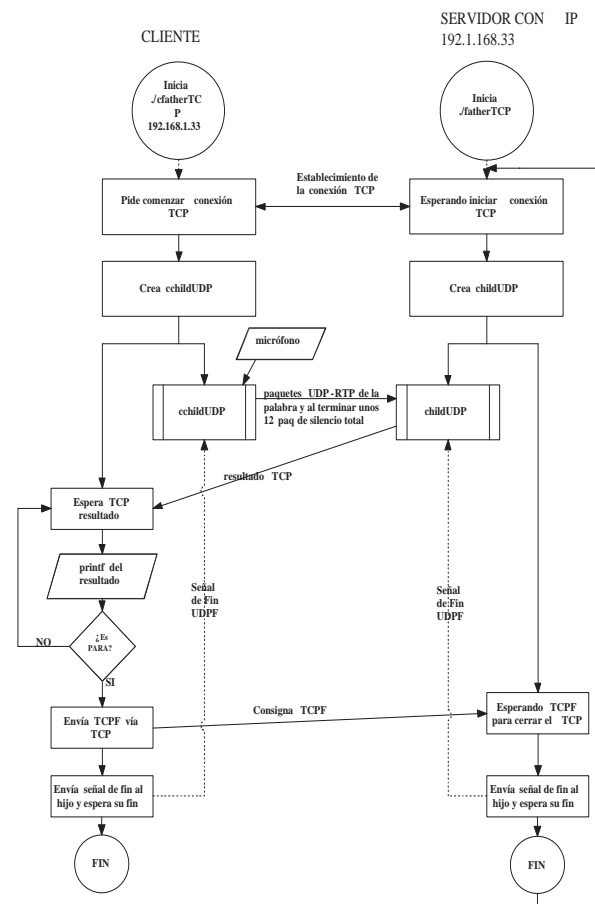 SERVIDOR CON IP
192.1.168.33
CLIENTE
Inicia
./cfatherTC
P
192.168.1.33
Inicia
./fatherTCP
Establecimiento de
la conexión TCP
Pide comenzar conexión
TCP
Esperando iniciar conexión
TCP
Crea cchildUDP
Crea childUDP
micrófono
cchildUDP
paquetes UDP-RTP de la
palabra y al terminar unos
12 paq de silencio total
childUDP
resultado TCP
Espera TCP
resultado
printf del
resultado
Señal
de Fin
UDPF
Señal
de Fin
UDPF
¿Es
PARA?
NO
SI
Envía TCPF vía
TCP
Consigna TCPF
Esperando TCPF
para cerrar el TCP
Envía señal de fin al
hijo y espera su fin
Envía señal de fin al
hijo y espera su fin
FIN
FIN